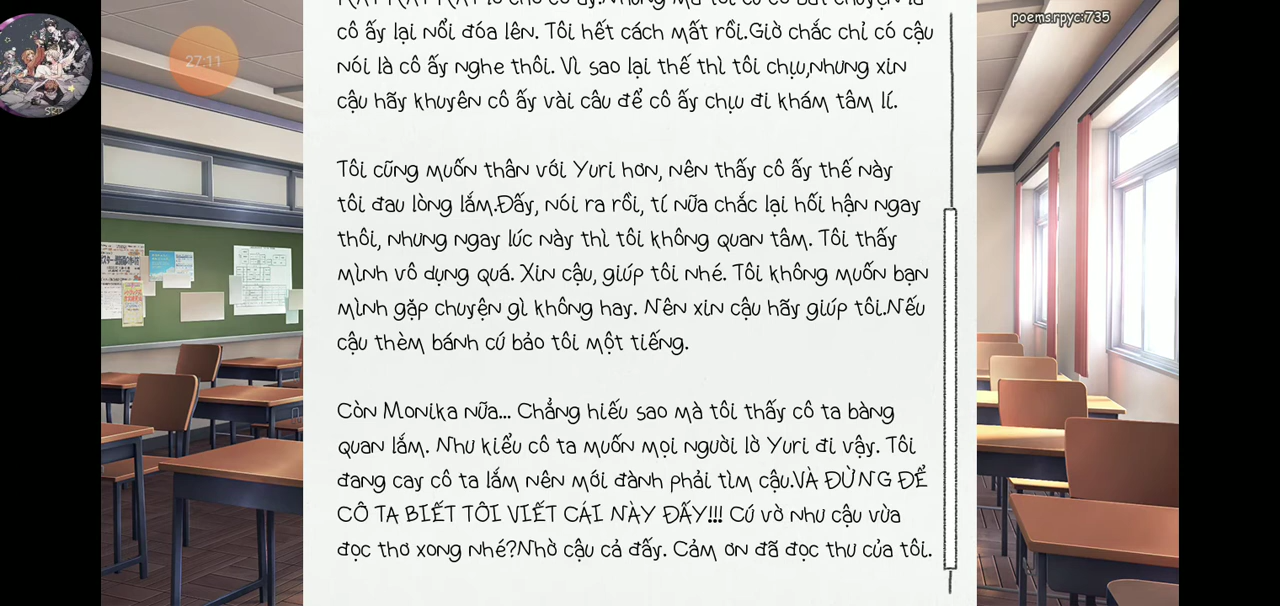 poems.rpyc:735
27:11
cô ấy lại nổi đóa lên. Tôi hết cách mất rồi.Giờ chắc chỉ có cậu
nói là cô ấy nghe thôi. Vì sao lại thế thì tôi chịu,nhưng xin
cậu hãy khuyên cô ấy vài câu để cô ấy chịu đi khám tâm lí.
Tôi cũng muốn thân với Yuri hơn, nên thấy cô ấy thế này
tôi đau lòng lắm.Đấy, nói ra rồi, tí nữa chắc lại hối hận ngay
thôi, nhưng ngay lúc này thì tôi không quan tâm. Tôi thấy
mình vô dụng quá. Xin cậu, giúp tôi nhé. Tôi không muốn bạn
mình gặp chuyện gì không hay. Nên xin cậu hãy giúp tôi.Nếu
cậu thèm bánh cứ bảo tôi một tiếng.
Còn Monika nữa... Chẳng hiểu sao mà tôi thấy cô ta bàng
quan lắm. Như kiểu cô ta muốn mọi người lờ Yuri đi vậy. Tôi
đang cay cô ta lắm nên mới đành phải tìm cậu.VÀ ĐỪNG ĐỂ
CÔ TA BIẾT TÔI VIẾT CÁI NÀY ĐẤY!!! Cứ vờ như cậu vừa
đọc thơ xong nhé?Nhờ cậu cả đấy. Cảm ơn đã đọc thư của tôi.